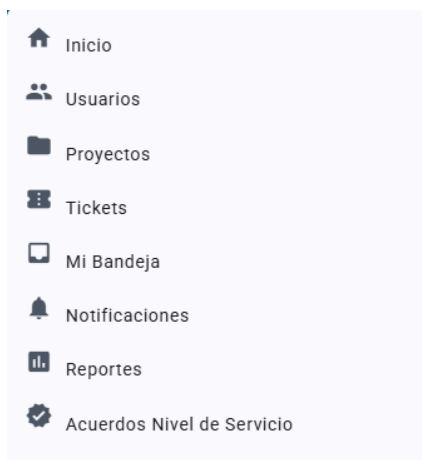 Inicio
Usuarios
Proyectos
Tickets
Mi Bandeja
Notificaciones
Reportes
Acuerdos Nivel de Servicio